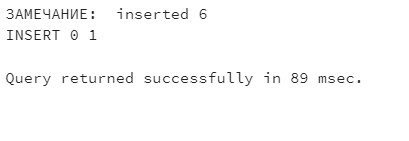 ЗАМЕЧАНИЕ:  inserted 6
INSERT 0 1
Query returned successfully in 89 msec.